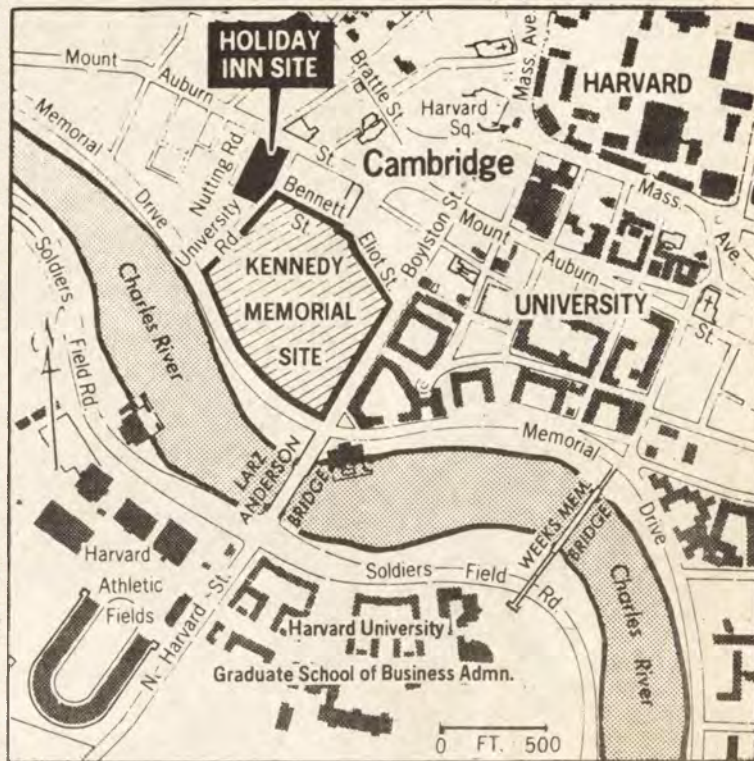 HOLIDAY
INN SITE
Mount
Auburn
St.
Brattle St.
Mass. Ave.
HARVARD
Harvard
Sq.
Memorial
Drive
Nutting Rd
Cambridge
Bennett
St.
University
Rd
Eliot St.
Boylston St.
Mass.
Ave.
Mount
Auburn
St.
Soldiers
Field Rd.
Charles River
KENNEDY
MEMORIAL
SITE
UNIVERSITY
LARZ
ANDERSON
BRIDGE
Memorial
Drive
WEEKS MEM.
BRIDGE
Harvard
Athletic
Fields
N. Harvard St.
Soldiers Field
Rd.
Harvard University
Graduate School of Business Admn.
Charles
River
0 FT. 500